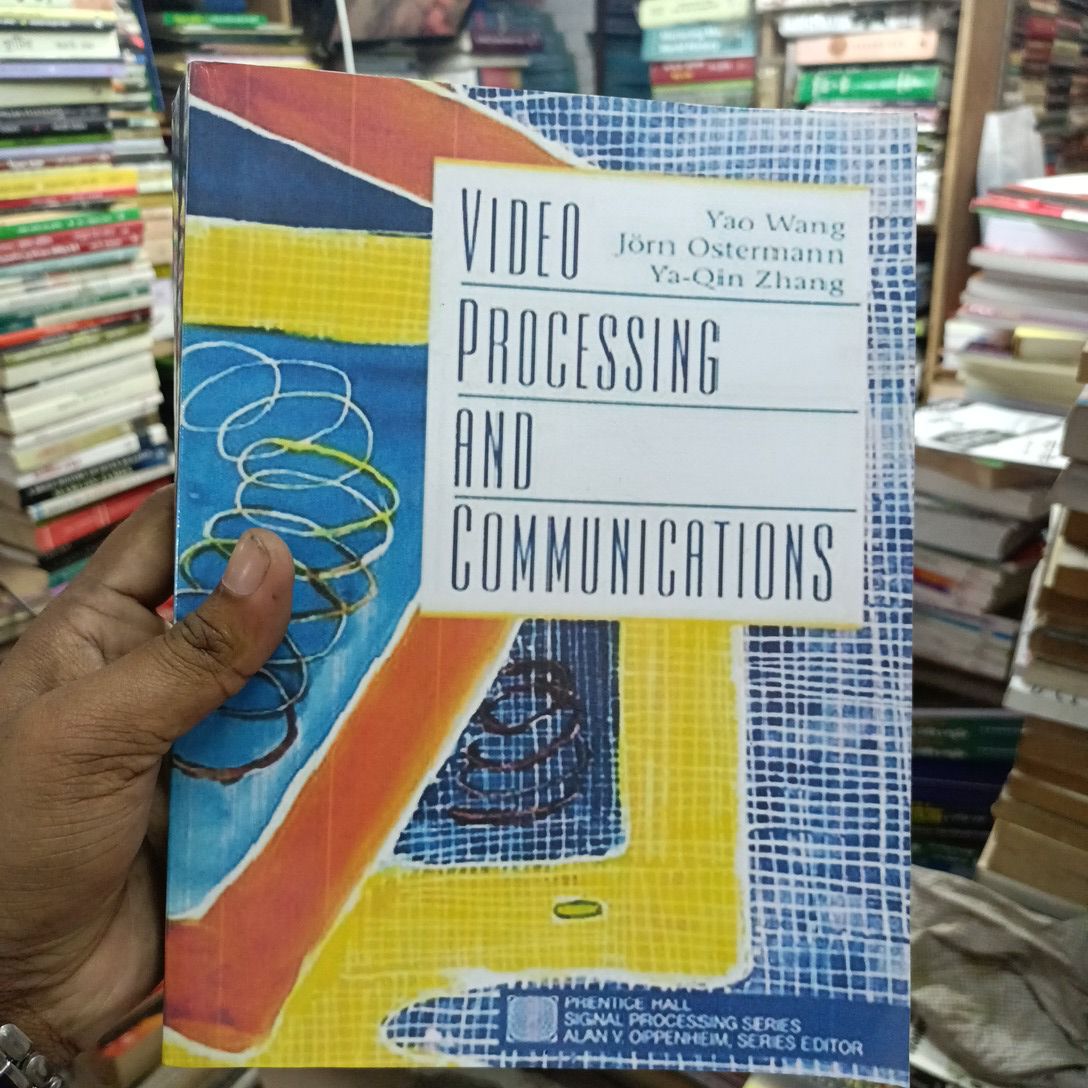 VIDEO
PROCESSING
AND
COMMUNICATIONS
Yao Wang
Jörn Ostermann
Ya-Qin Zhang
PRENTICE HALL
SIGNAL PROCESSING SERIES
ALAN V. OPPENHEIM, SERIES EDITOR